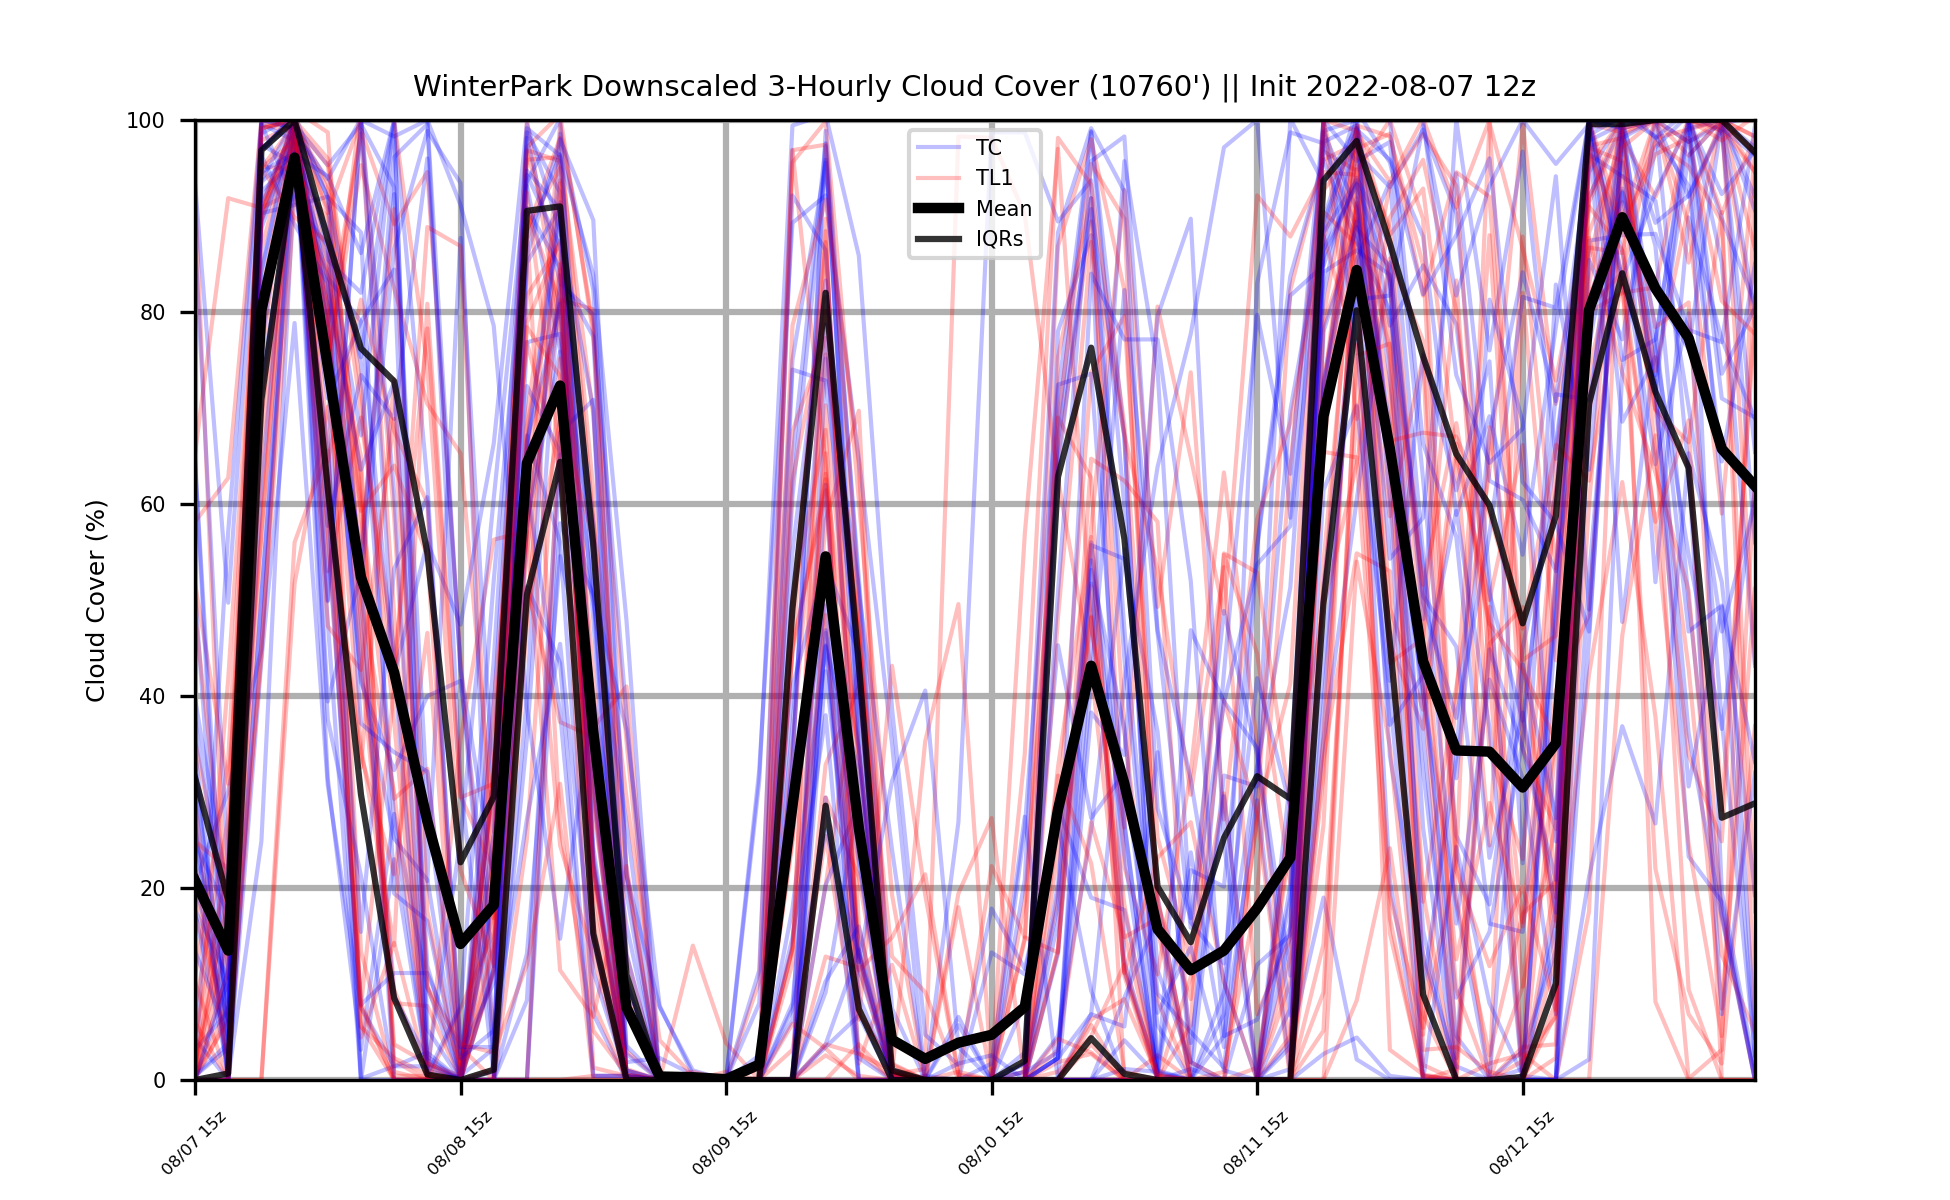 WinterPark Downscaled 3-Hourly Cloud Cover (10760') || Init 2022-08-07 12z
TC
TL1
Mean
IQRs
Cloud Cover (%)
100
80
60
40
20
0
08/07 15z
08/08 15z
08/09 15z
08/10 15z
08/11 15z
08/12 15z